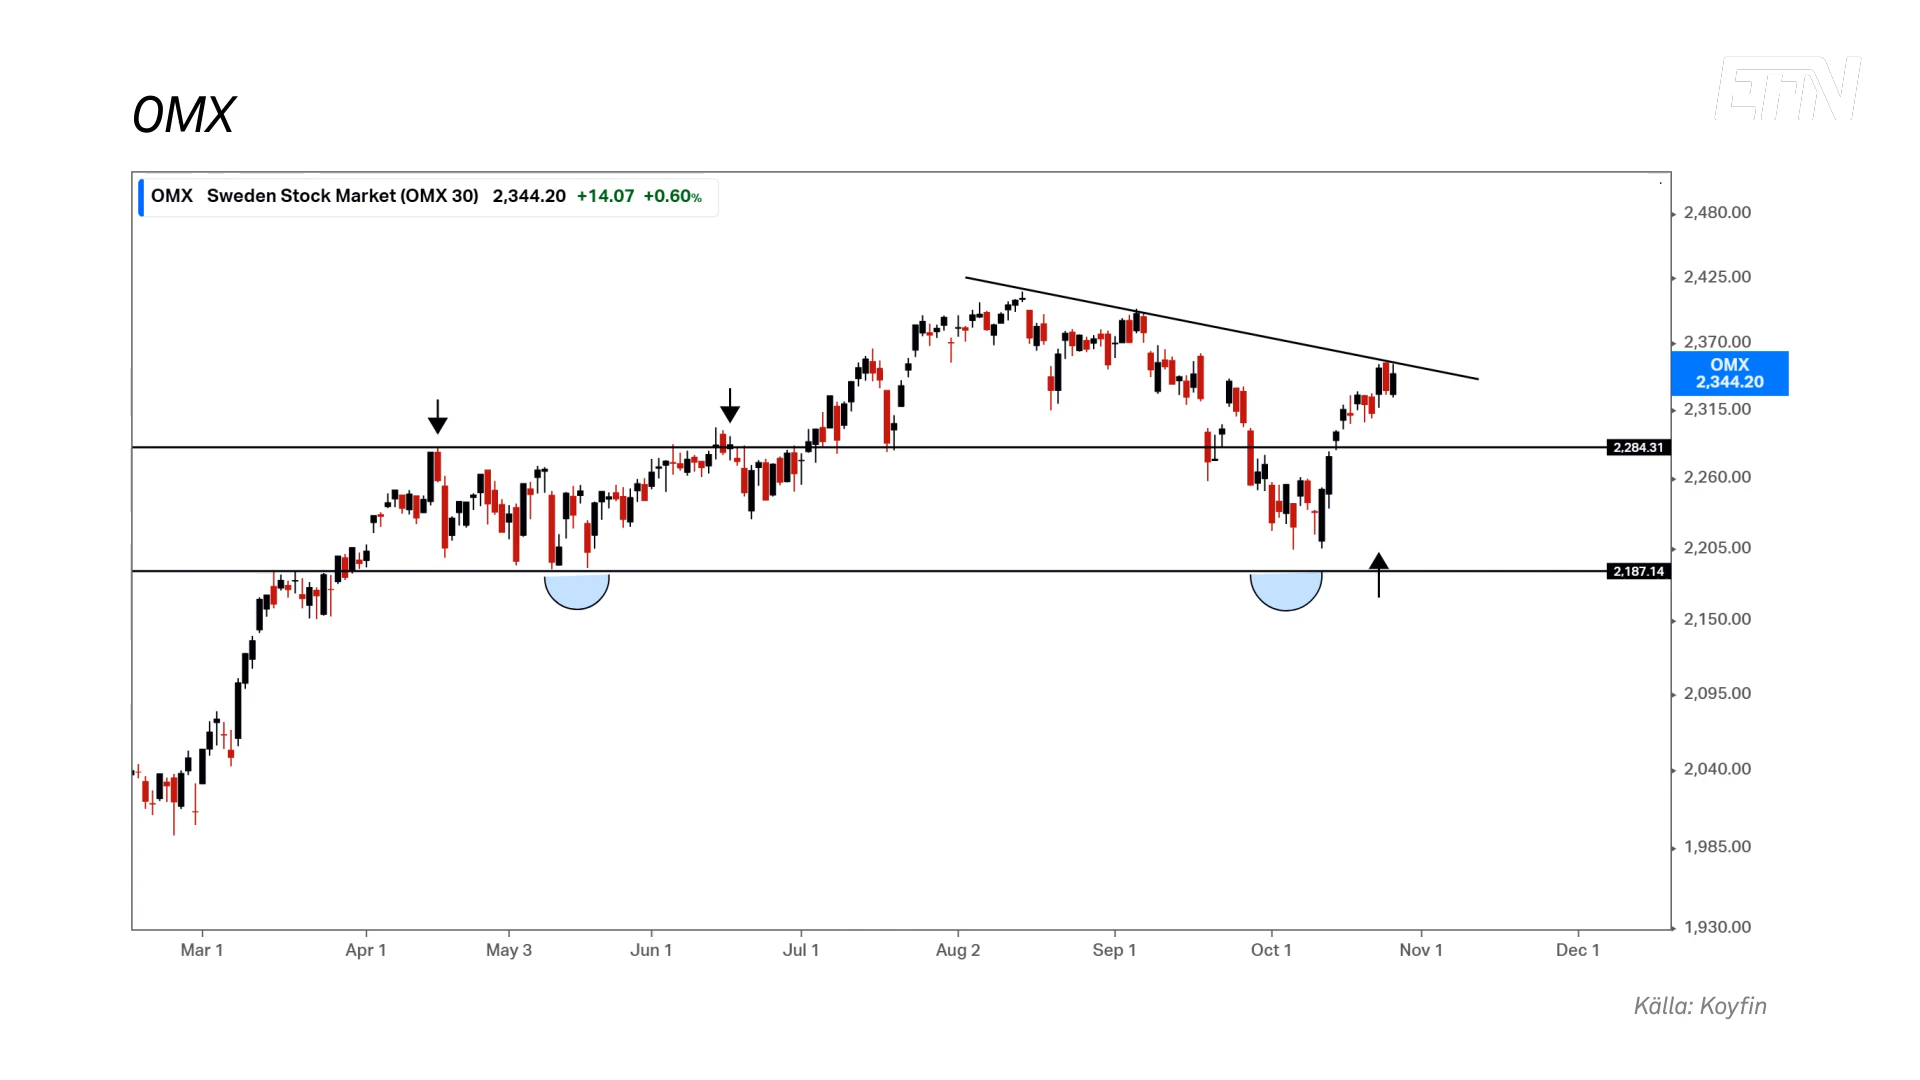 OMX
EFN
OMX Sweden Stock Market (OMX 30) 2,344.20 +14.07 +0.60%
2,480.00
2,425.00
2,370.00
OMX
2,344.20
2,315.00
2,284.31
2,260.00
2,205.00
2,187.14
2,150.00
2,095.00
2,040.00
1,985.00
1,930.00
Mar 1 Apr 1 May 3 Jun 1 Jul 1 Aug 2 Sep 1 Oct 1 Nov 1 Dec 1
Källa: Koyfin